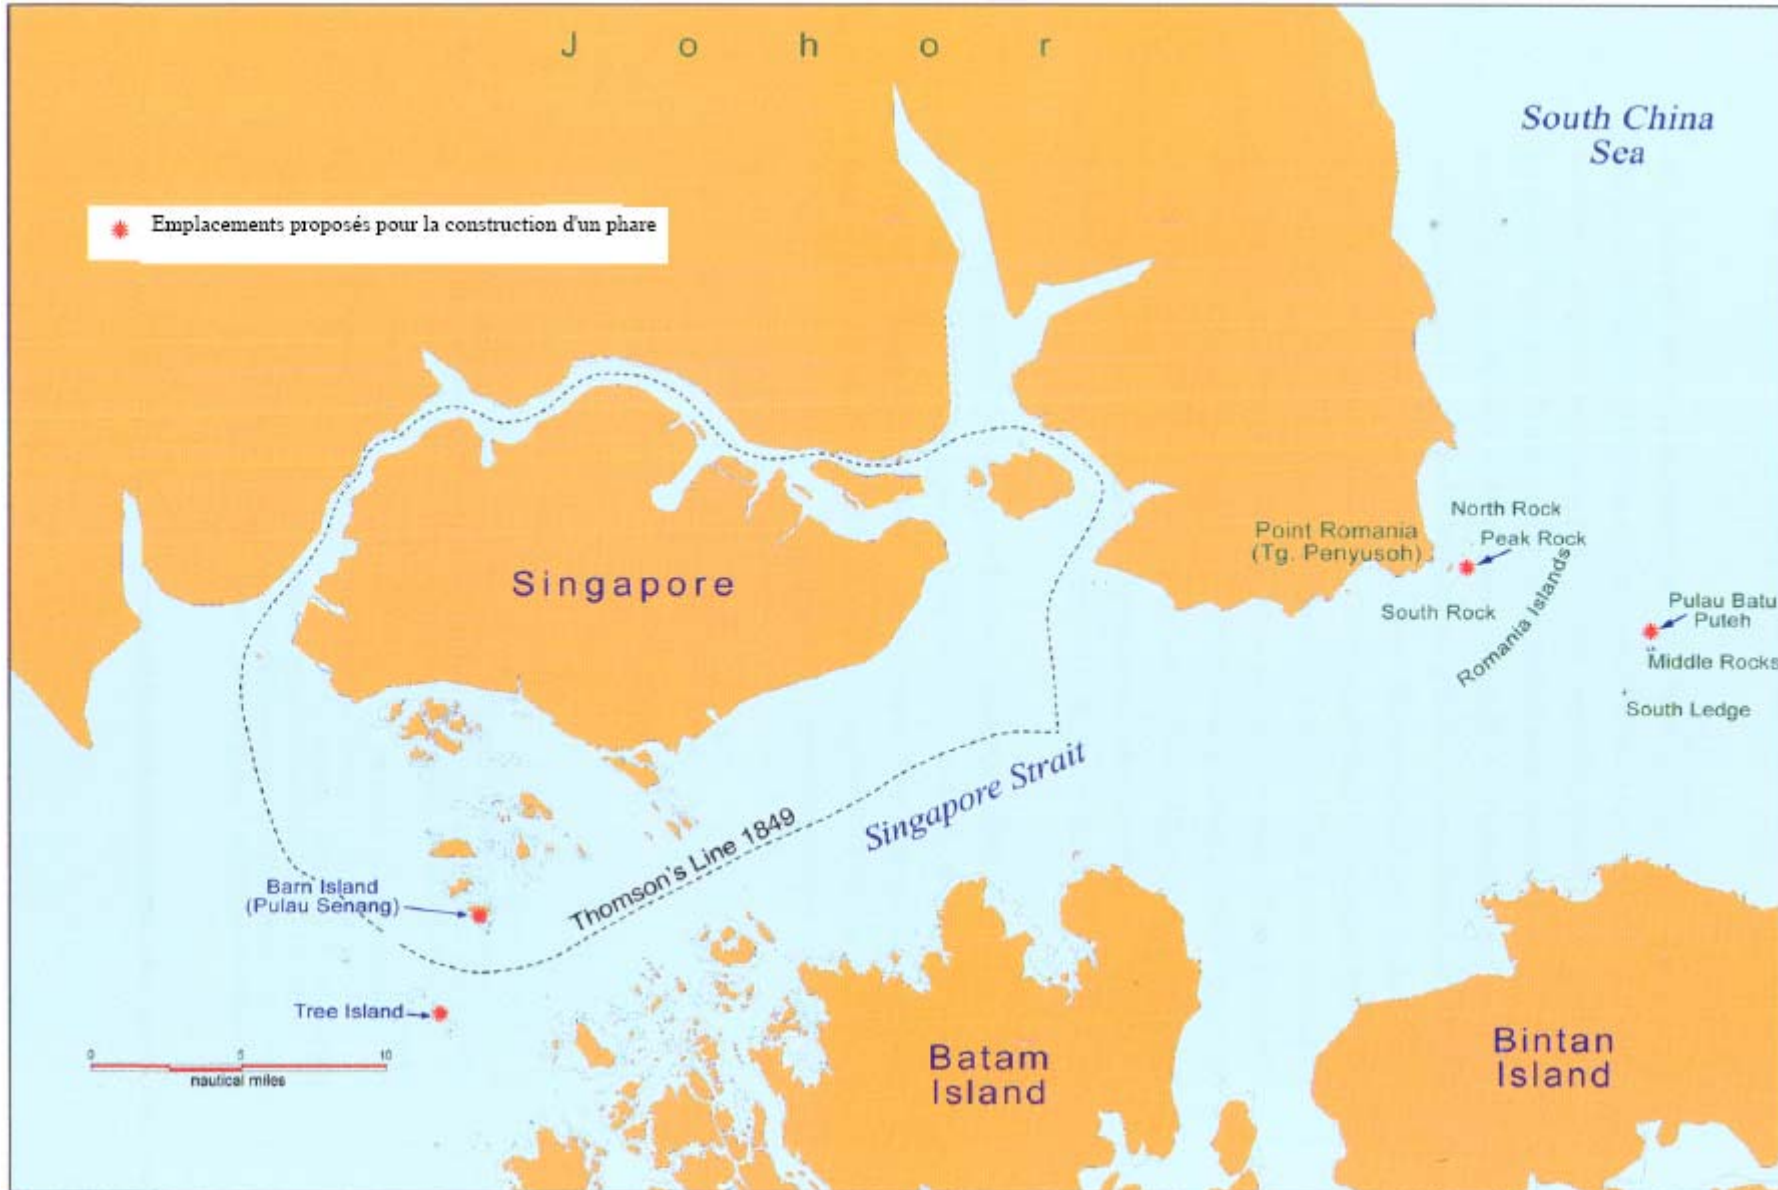 J o h o r
South China
Sea
Emplacements proposés pour la construction d'un phare
North Rock
Point Romania
(Tg. Penyusoh)
Peak Rock
Singapore
South Rock
Romania Islands
Pulau Batu
Puteh
Middle Rocks
South Ledge
Singapore Strait
Thomson's Line 1849
Barn Island
(Pulau Senang)
Tree Island
Batam
Island
Bintan
Island
0 5 10
nautical miles